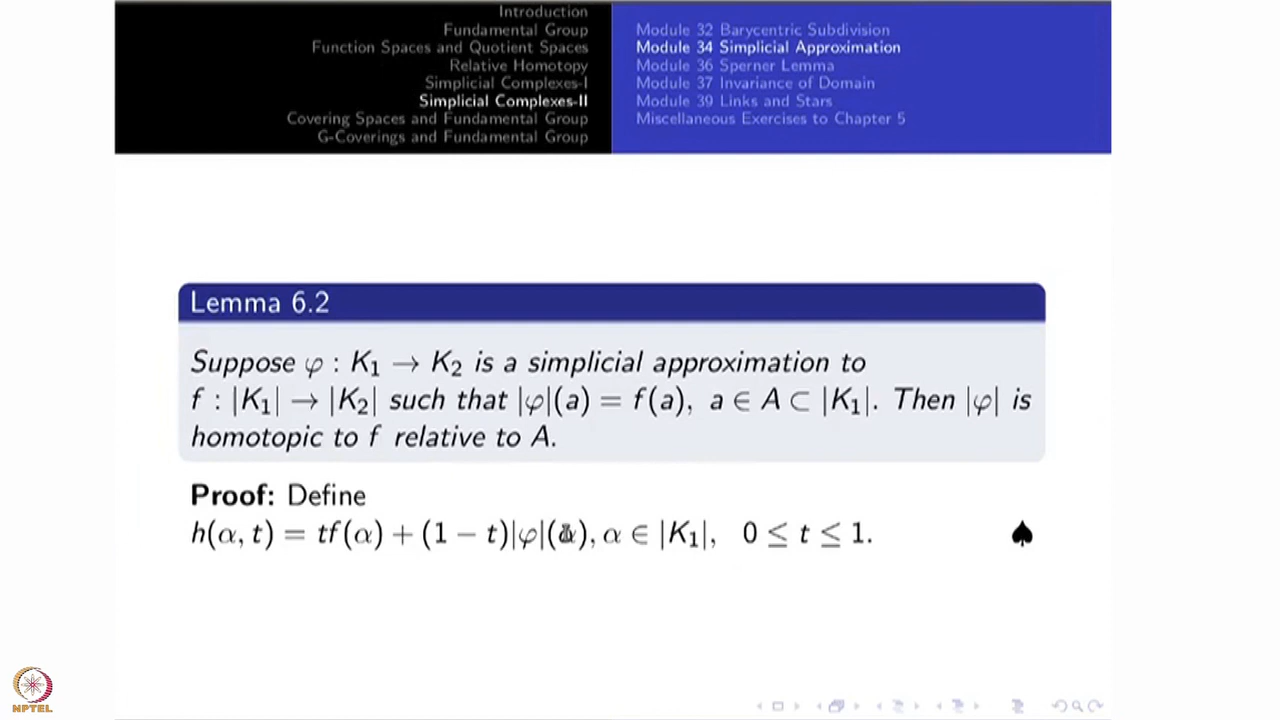 Introduction
Fundamental Group
Function Spaces and Quotient Spaces
Relative Homotopy
Simplicial Complexes-I
Simplicial Complexes-II
Covering Spaces and Fundamental Group
G-Coverings and Fundamental Group
Module 32 Barycentric Subdivision
Module 34 Simplicial Approximation
Module 36 Sperner Lemma
Module 37 Invariance of Domain
Module 39 Links and Stars
Miscellaneous Exercises to Chapter 5
Lemma 6.2
Suppose φ : K₁ → K₂ is a simplicial approximation to
f : |K₁| → |K₂| such that |φ|(a) = f(a), a ∈ A ⊂ |K₁|. Then |φ| is
homotopic to f relative to A.
Proof: Define
h(α, t) = tf(α) + (1 − t)|φ|(α), α ∈ |K₁|, 0 ≤ t ≤ 1. ♠
NPTEL